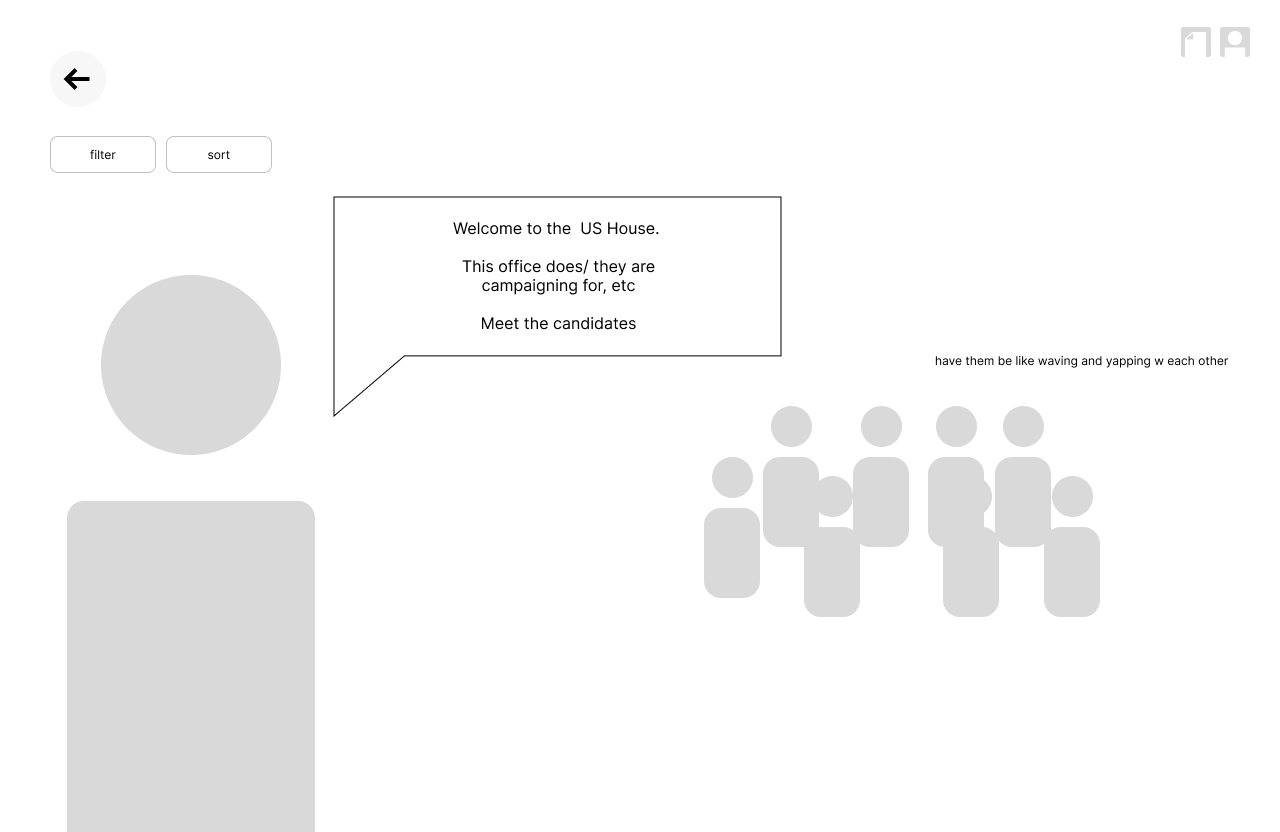 filter
sort
Welcome to the  US House.
This office does/ they are
campaigning for, etc
Meet the candidates
have them be like waving and yapping w each other